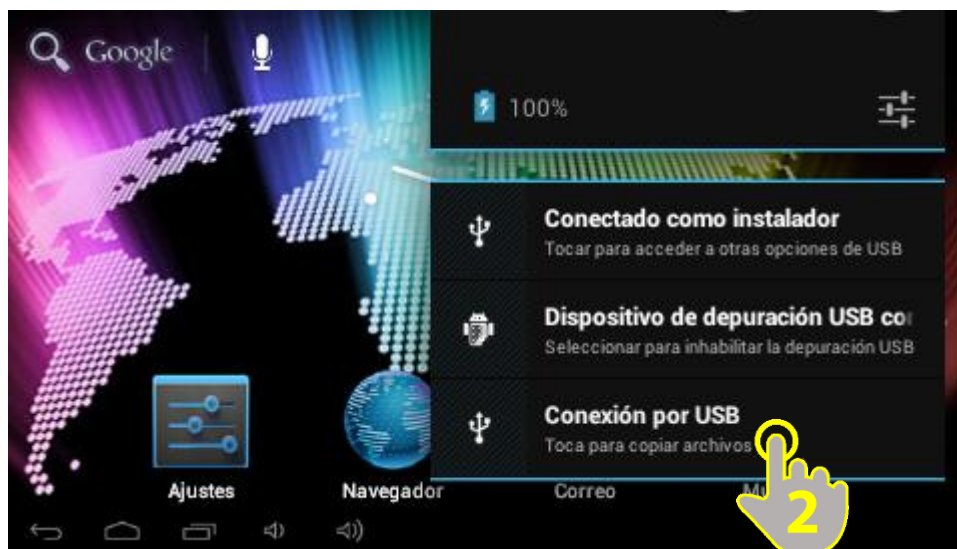 Google
100%
Conectado como instalador
Tocar para acceder a otras opciones de USB
Dispositivo de depuración USB
Seleccionar para inhabilitar la depuración USB
Conexión por USB
Toca para copiar archivos
2
Ajustes
Navegador
Correo